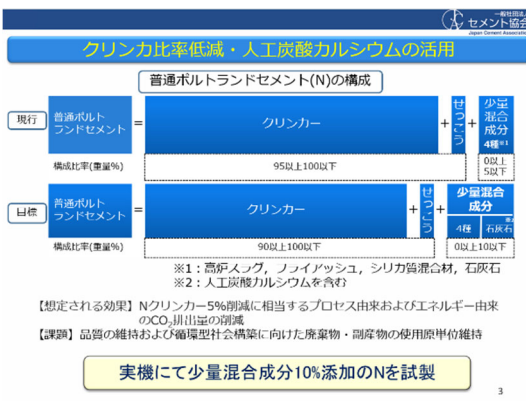 一般社団法人
セメント協会
Japan Cement Association
クリンカ比率低減・人工炭酸カルシウムの活用
普通ポルトランドセメント(N)の構成
現行
普通ポルト
ランドセメント
=
クリンカー
+
せっこう
+
少量
混合
成分
4種※1
構成比率(重量%)
95以上100以下
0以上
5以下
目標
普通ポルト
ランドセメント
=
クリンカー
+
せっこう
+
少量混合
成分
4種
石灰石
構成比率(重量%)
90以上100以下
0以上10以下
※1：高炉スラグ，フライアッシュ，シリカ質混合材，石灰石
※2：人工炭酸カルシウムを含む
【想定される効果】Nクリンカー5%削減に相当するプロセス由来およびエネルギー由来
のCO₂排出量の削減
【課題】品質の維持および循環型社会構築に向けた廃棄物・副産物の使用原単位維持
実機にて少量混合成分10%添加のNを試製
3